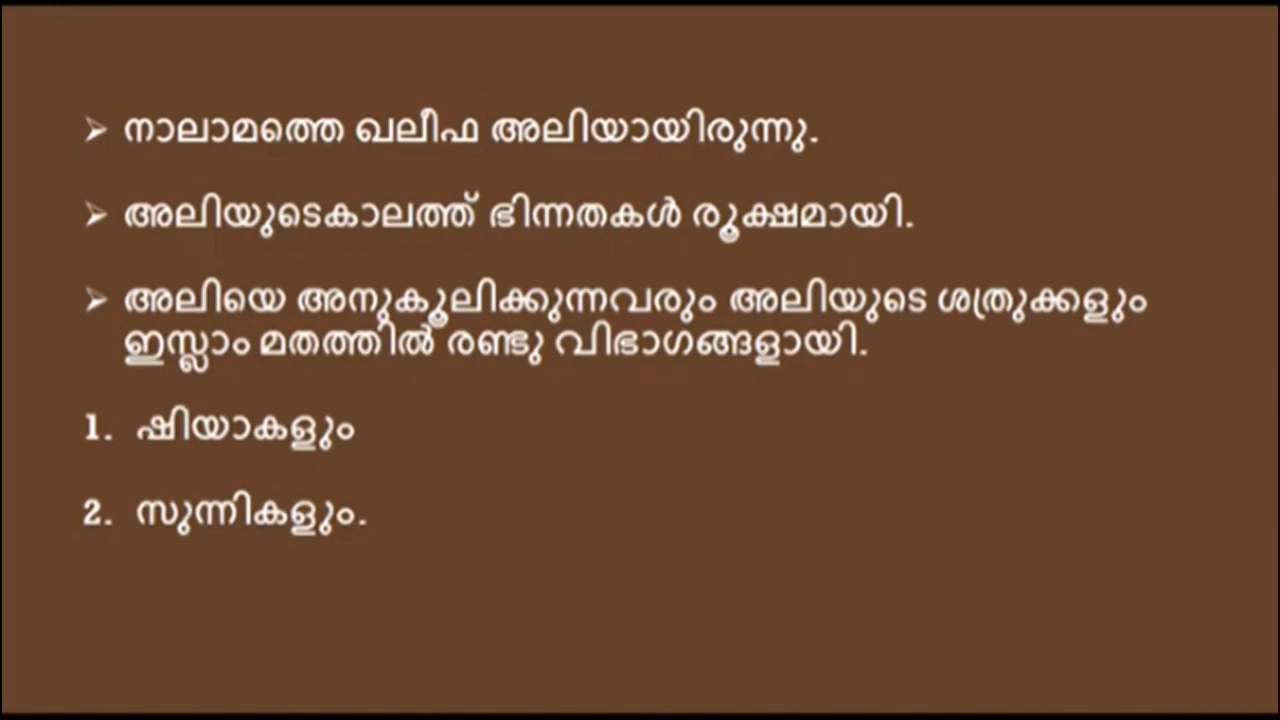 ➢ നാലാമത്തെ ഖലീഫ അലിയായിരുന്നു.
➢ അലിയുടെകാലത്ത് ഭിന്നതകൾ രൂക്ഷമായി.
➢ അലിയെ അനുകൂലിക്കുന്നവരും അലിയുടെ ശത്രുക്കളും
ഇസ്ലാം മതത്തിൽ രണ്ടു വിഭാഗങ്ങളായി.
1. ഷിയാകളും
2. സുന്നികളും.